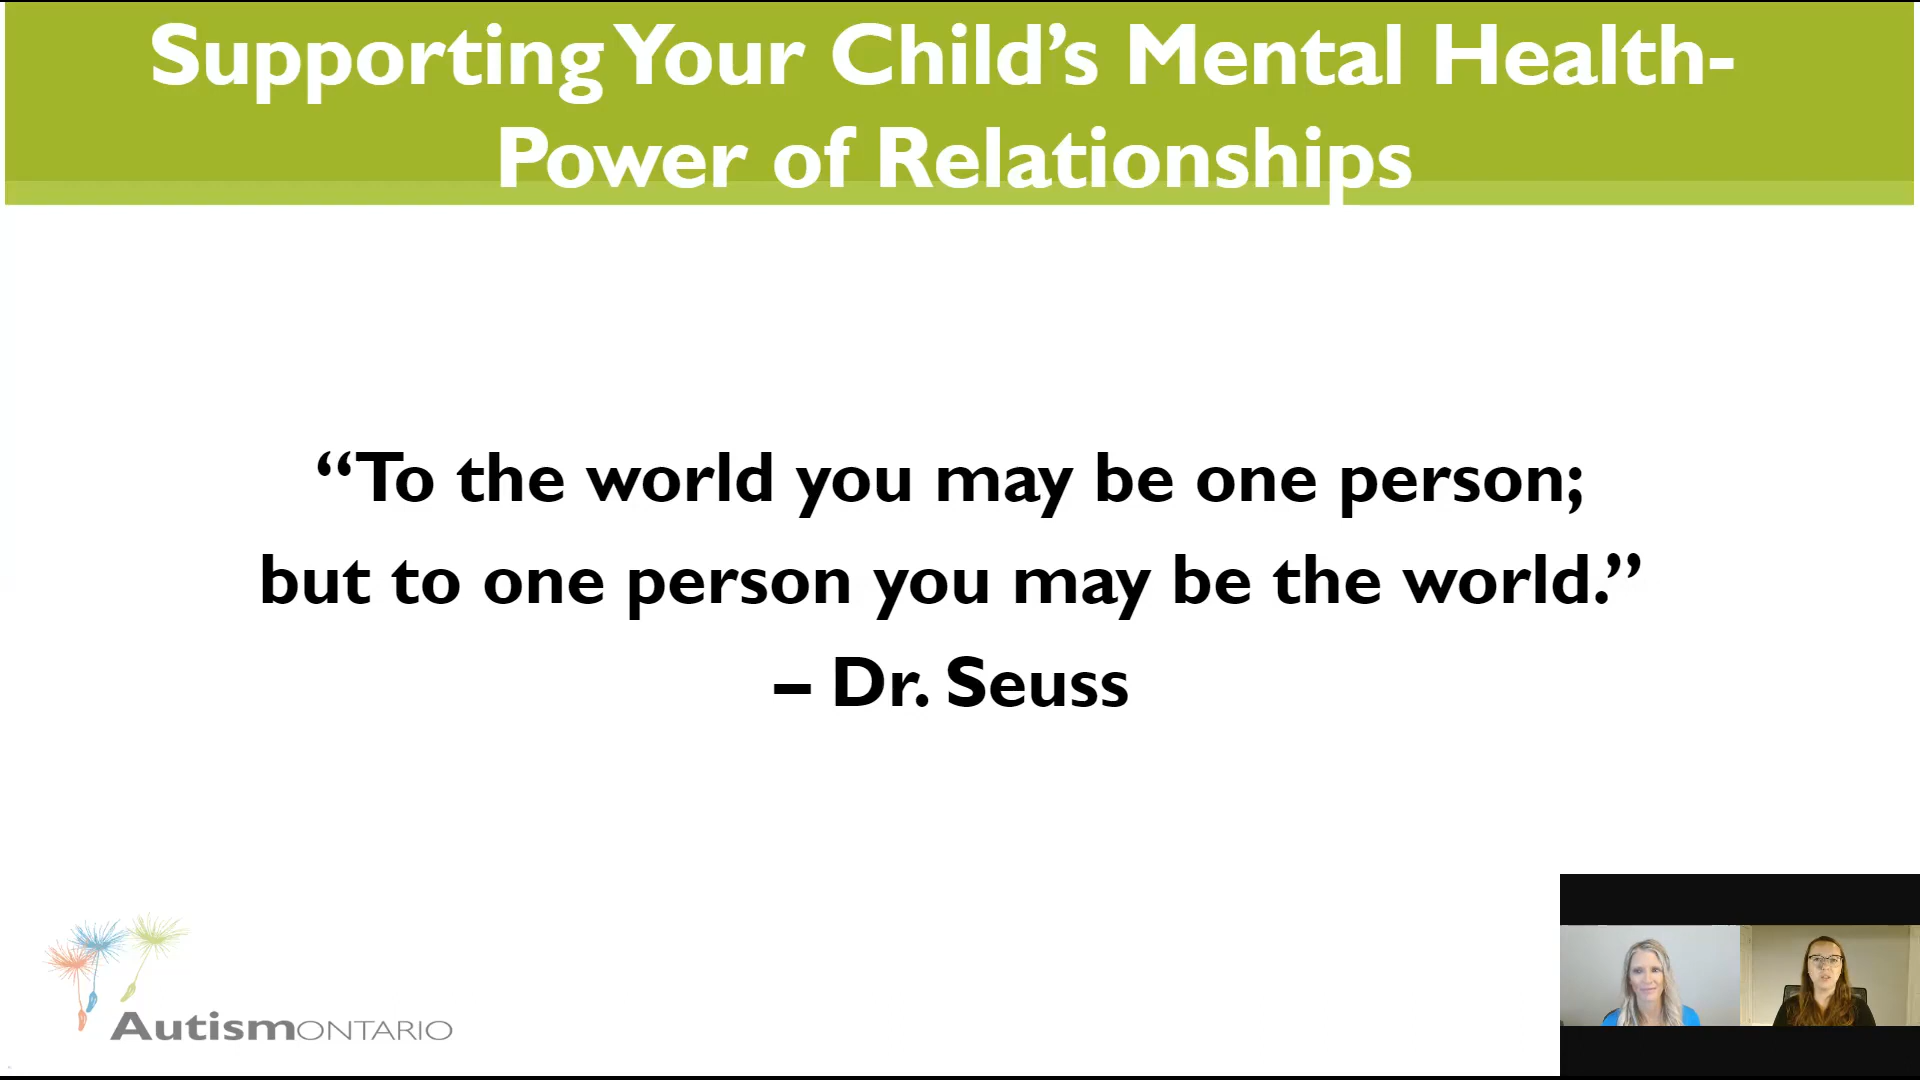 Supporting Your Child’s Mental Health-
Power of Relationships
“To the world you may be one person;
but to one person you may be the world.”
– Dr. Seuss
AutismONTARIO